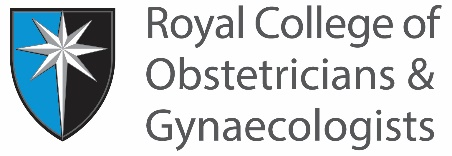 Royal College of
Obstetricians &
Gynaecologists